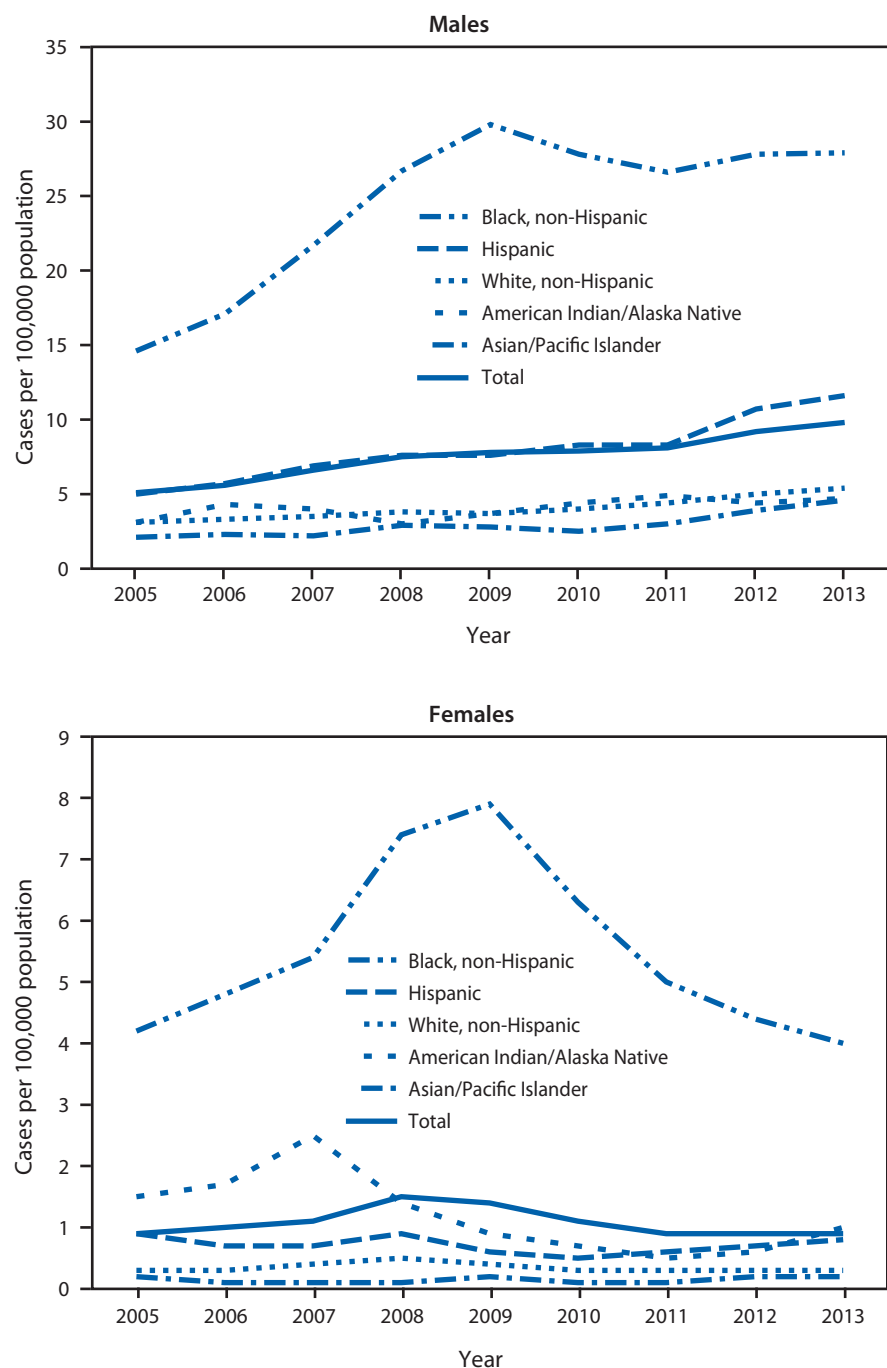 Males
35
30
25
20
15
10
5
0
Cases per 100,000 population
Black, non-Hispanic
Hispanic
White, non-Hispanic
American Indian/Alaska Native
Asian/Pacific Islander
Total
2005 2006 2007 2008 2009 2010 2011 2012 2013
Year
Females
9
8
7
6
5
4
3
2
1
0
Cases per 100,000 population
Black, non-Hispanic
Hispanic
White, non-Hispanic
American Indian/Alaska Native
Asian/Pacific Islander
Total
2005 2006 2007 2008 2009 2010 2011 2012 2013
Year